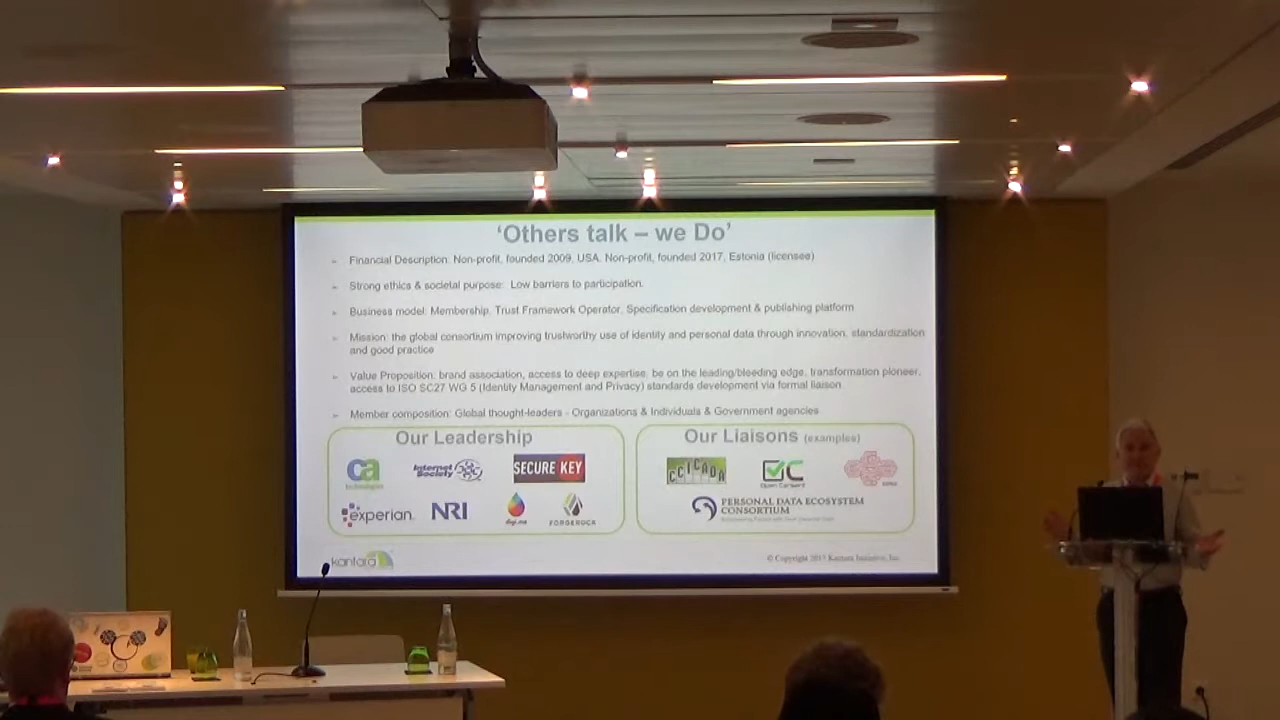 ‘Others talk – we Do’
– Financial Description: Non-profit, founded 2009, USA. Non-profit, founded 2017, Estonia (licensee)
– Strong ethics & societal purpose: Low barriers to participation.
– Business model: Membership, Trust Framework Operator, Specification development & publishing platform
– Mission: the global consortium improving trustworthy use of identity and personal data through innovation, standardization
and good practice
– Value Proposition: brand association, access to deep expertise, be on the leading/bleeding edge, transformation pioneer,
access to ISO SC27 WG 5 (Identity Management and Privacy) standards development via formal liaison
– Member composition: Global thought-leaders - Organizations & Individuals & Government agencies
Our Leadership
ca
technologies
Internet
Society
SECURE KEY
experian.
NRI
digi.me
FORGEROCK
Our Liaisons (examples)
CCICADA
Open Consent
PERSONAL DATA ECOSYSTEM
CONSORTIUM
kantara
© Copyright 2017 Kantara Initiative, Inc.